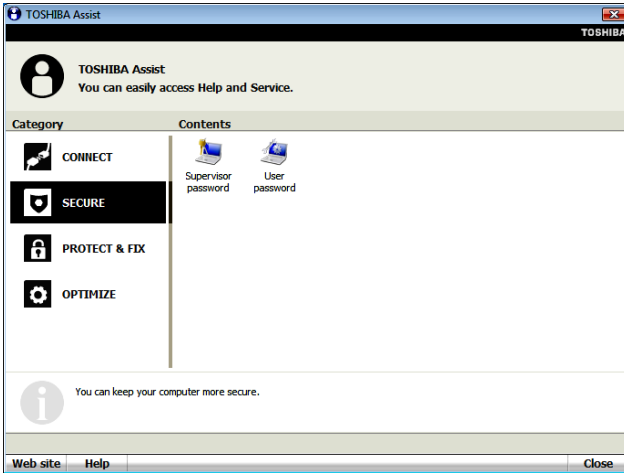 TOSHIBA Assist
TOSHIBA
TOSHIBA Assist
You can easily access Help and Service.
Category
Contents
CONNECT
SECURE
PROTECT & FIX
OPTIMIZE
Supervisor
password
User
password
You can keep your computer more secure.
Web site
Help
Close